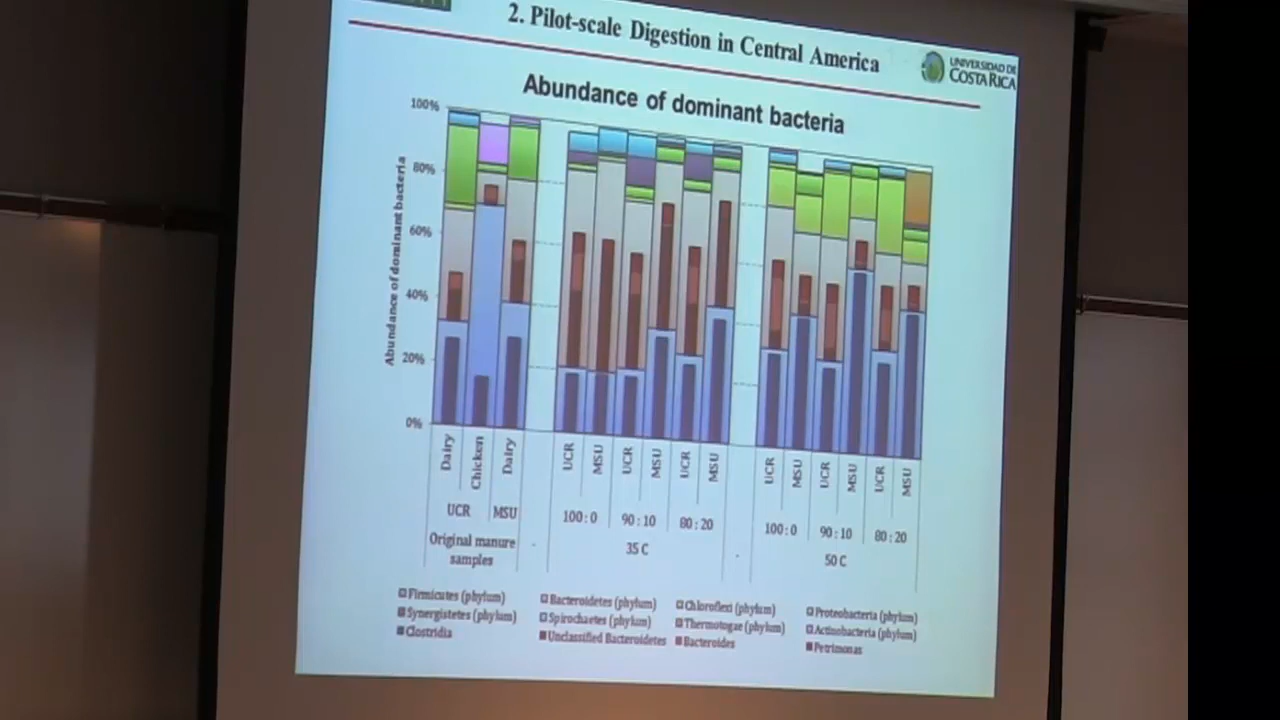 2. Pilot-scale Digestion in Central America
UNIVERSIDAD DE
COSTA RICA
Abundance of dominant bacteria
Abundance of dominant bacteria
100%
80%
60%
40%
20%
0%
Dairy Chicken Dairy UCR MSU UCR MSU UCR MSU UCR MSU UCR MSU UCR MSU
UCR MSU 100:0 90:10 80:20 100:0 90:10 80:20
Original manure samples 35 C 50 C
Firmicutes (phylum) Bacteroidetes (phylum) Chloroflexi (phylum) Proteobacteria (phylum)
Synergistetes (phylum) Spirochaetes (phylum) Thermotogae (phylum) Actinobacteria (phylum)
Clostridia Unclassified Bacteroidetes Bacteroides Petrimonas